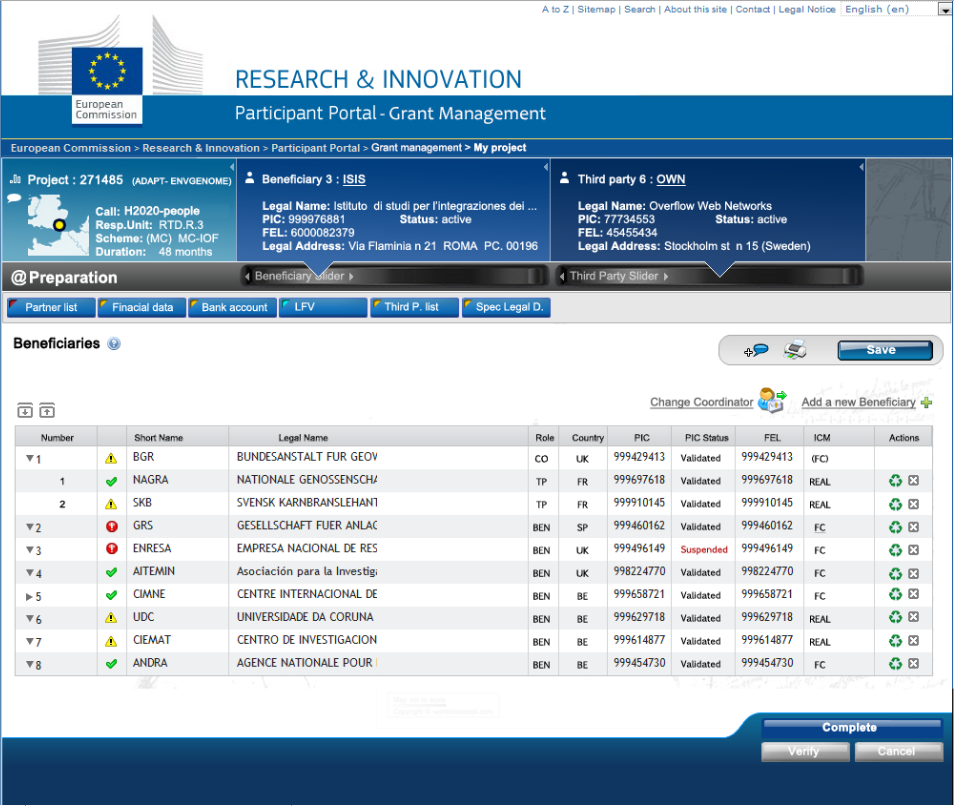 A to Z | Sitemap | Search | About this site | Contact | Legal Notice English (en)
RESEARCH & INNOVATION
European
Commission
Participant Portal - Grant Management
European Commission > Research & Innovation > Participant Portal > Grant management > My project
Project : 271485 (ADAPT- ENVGENOME)
Call: H2020-people
Resp.Unit: RTD.R.3
Scheme: (MC) MC-IOF
Duration: 48 months
Beneficiary 3 : ISIS
Legal Name: Istituto di studi per l'integrazioni dei ...
PIC: 999976881 Status: active
FEL: 6000082379
Legal Address: Via Flaminia n 21 ROMA PC. 00196
Third party 6 : OWN
Legal Name: Overflow Web Networks
PIC: 77734553 Status: active
FEL: 45455434
Legal Address: Stockholm st n 15 (Sweden)
@Preparation
Beneficiary Slider
Third Party Slider
Partner list Finacial data Bank account LFV Third P. list Spec Legal D.
Beneficiaries
Save
Change Coordinator Add a new Beneficiary
Number Short Name Legal Name Role Country PIC PIC Status FEL ICM Actions
1 BGR BUNDESANSTALT FUR GEOV CO UK 999429413 Validated 999429413 (FC)
1 NAGRA NATIONALE GENOSSENSCHA TP FR 999697618 Validated 999697618 REAL
2 SKB SVENSK KARNBRANSLEHANT TP FR 999910145 Validated 999910145 REAL
2 GRS GESELLSCHAFT FUER ANLAG BEN SP 999460162 Validated 999460162 FC
3 ENRESA EMPRESA NACIONAL DE RES BEN UK 999496149 Suspended 999496149 FC
4 AITEMIN Asociación para la Investiga BEN UK 998224770 Validated 998224770 FC
5 CIMNE CENTRE INTERNACIONAL DE BEN BE 999658721 Validated 999658721 FC
6 UDC UNIVERSIDADE DA CORUNA BEN BE 999629718 Validated 999629718 REAL
7 CIEMAT CENTRO DE INVESTIGACION BEN BE 999614877 Validated 999614877 REAL
8 ANDRA AGENCE NATIONALE POUR BEN BE 999454730 Validated 999454730 FC
Complete
Verify Cancel